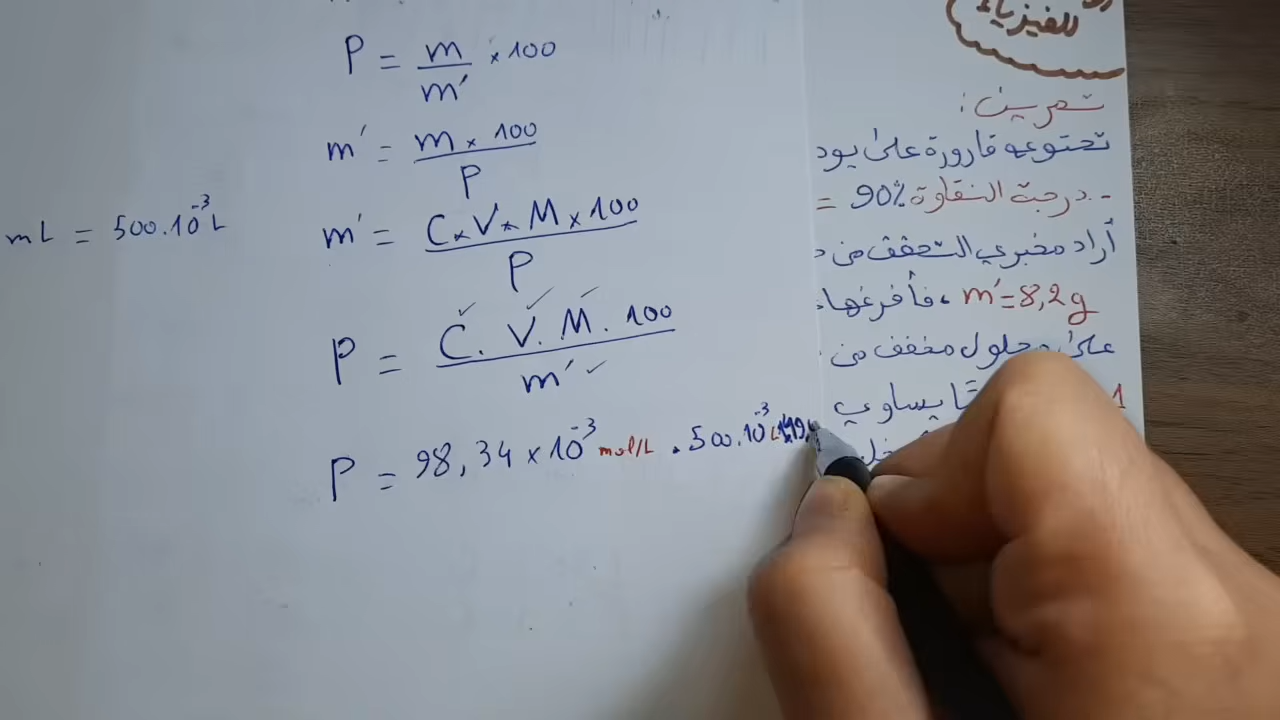 P = m/m' × 100
m' = m × 100 / P
mL = 500.10⁻³ L
m' = C × V × M × 100 / P
P = C. V. M. 100 / m'
P = 98,34 × 10⁻³ mol/L . 500.10⁻³ L
للفيزياء
تمرين :
تحتوي قارورة على يود
- درجة النقاوة 90% =
أراد مخبري التحقق من د
m'=8,2g ، فأفرغها
على محلول مخفف من
يساوي
1